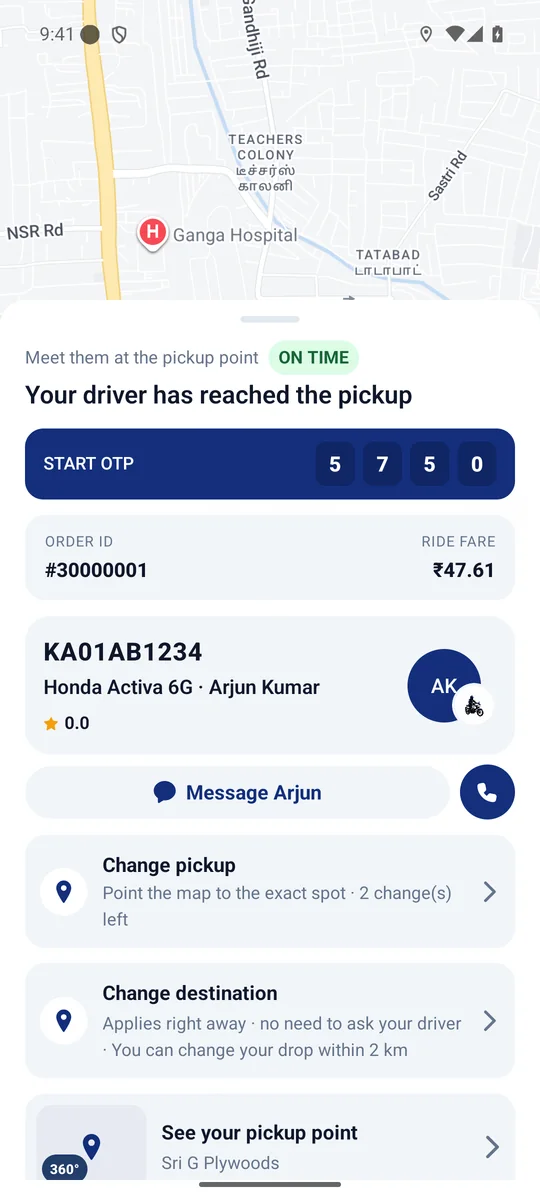 9:41
Gandhiji Rd
TEACHERS
COLONY
டீச்சர்ஸ்
காலனி
Sastri Rd
NSR Rd
H
Ganga Hospital
TATABAD
டாடாபாட்
Meet them at the pickup point
ON TIME
Your driver has reached the pickup
START OTP
5 7 5 0
ORDER ID
RIDE FARE
#30000001
₹47.61
KA01AB1234
Honda Activa 6G · Arjun Kumar
AK
0.0
Message Arjun
Change pickup
Point the map to the exact spot · 2 change(s)
left
Change destination
Applies right away · no need to ask your driver
· You can change your drop within 2 km
See your pickup point
360°
Sri G Plywoods